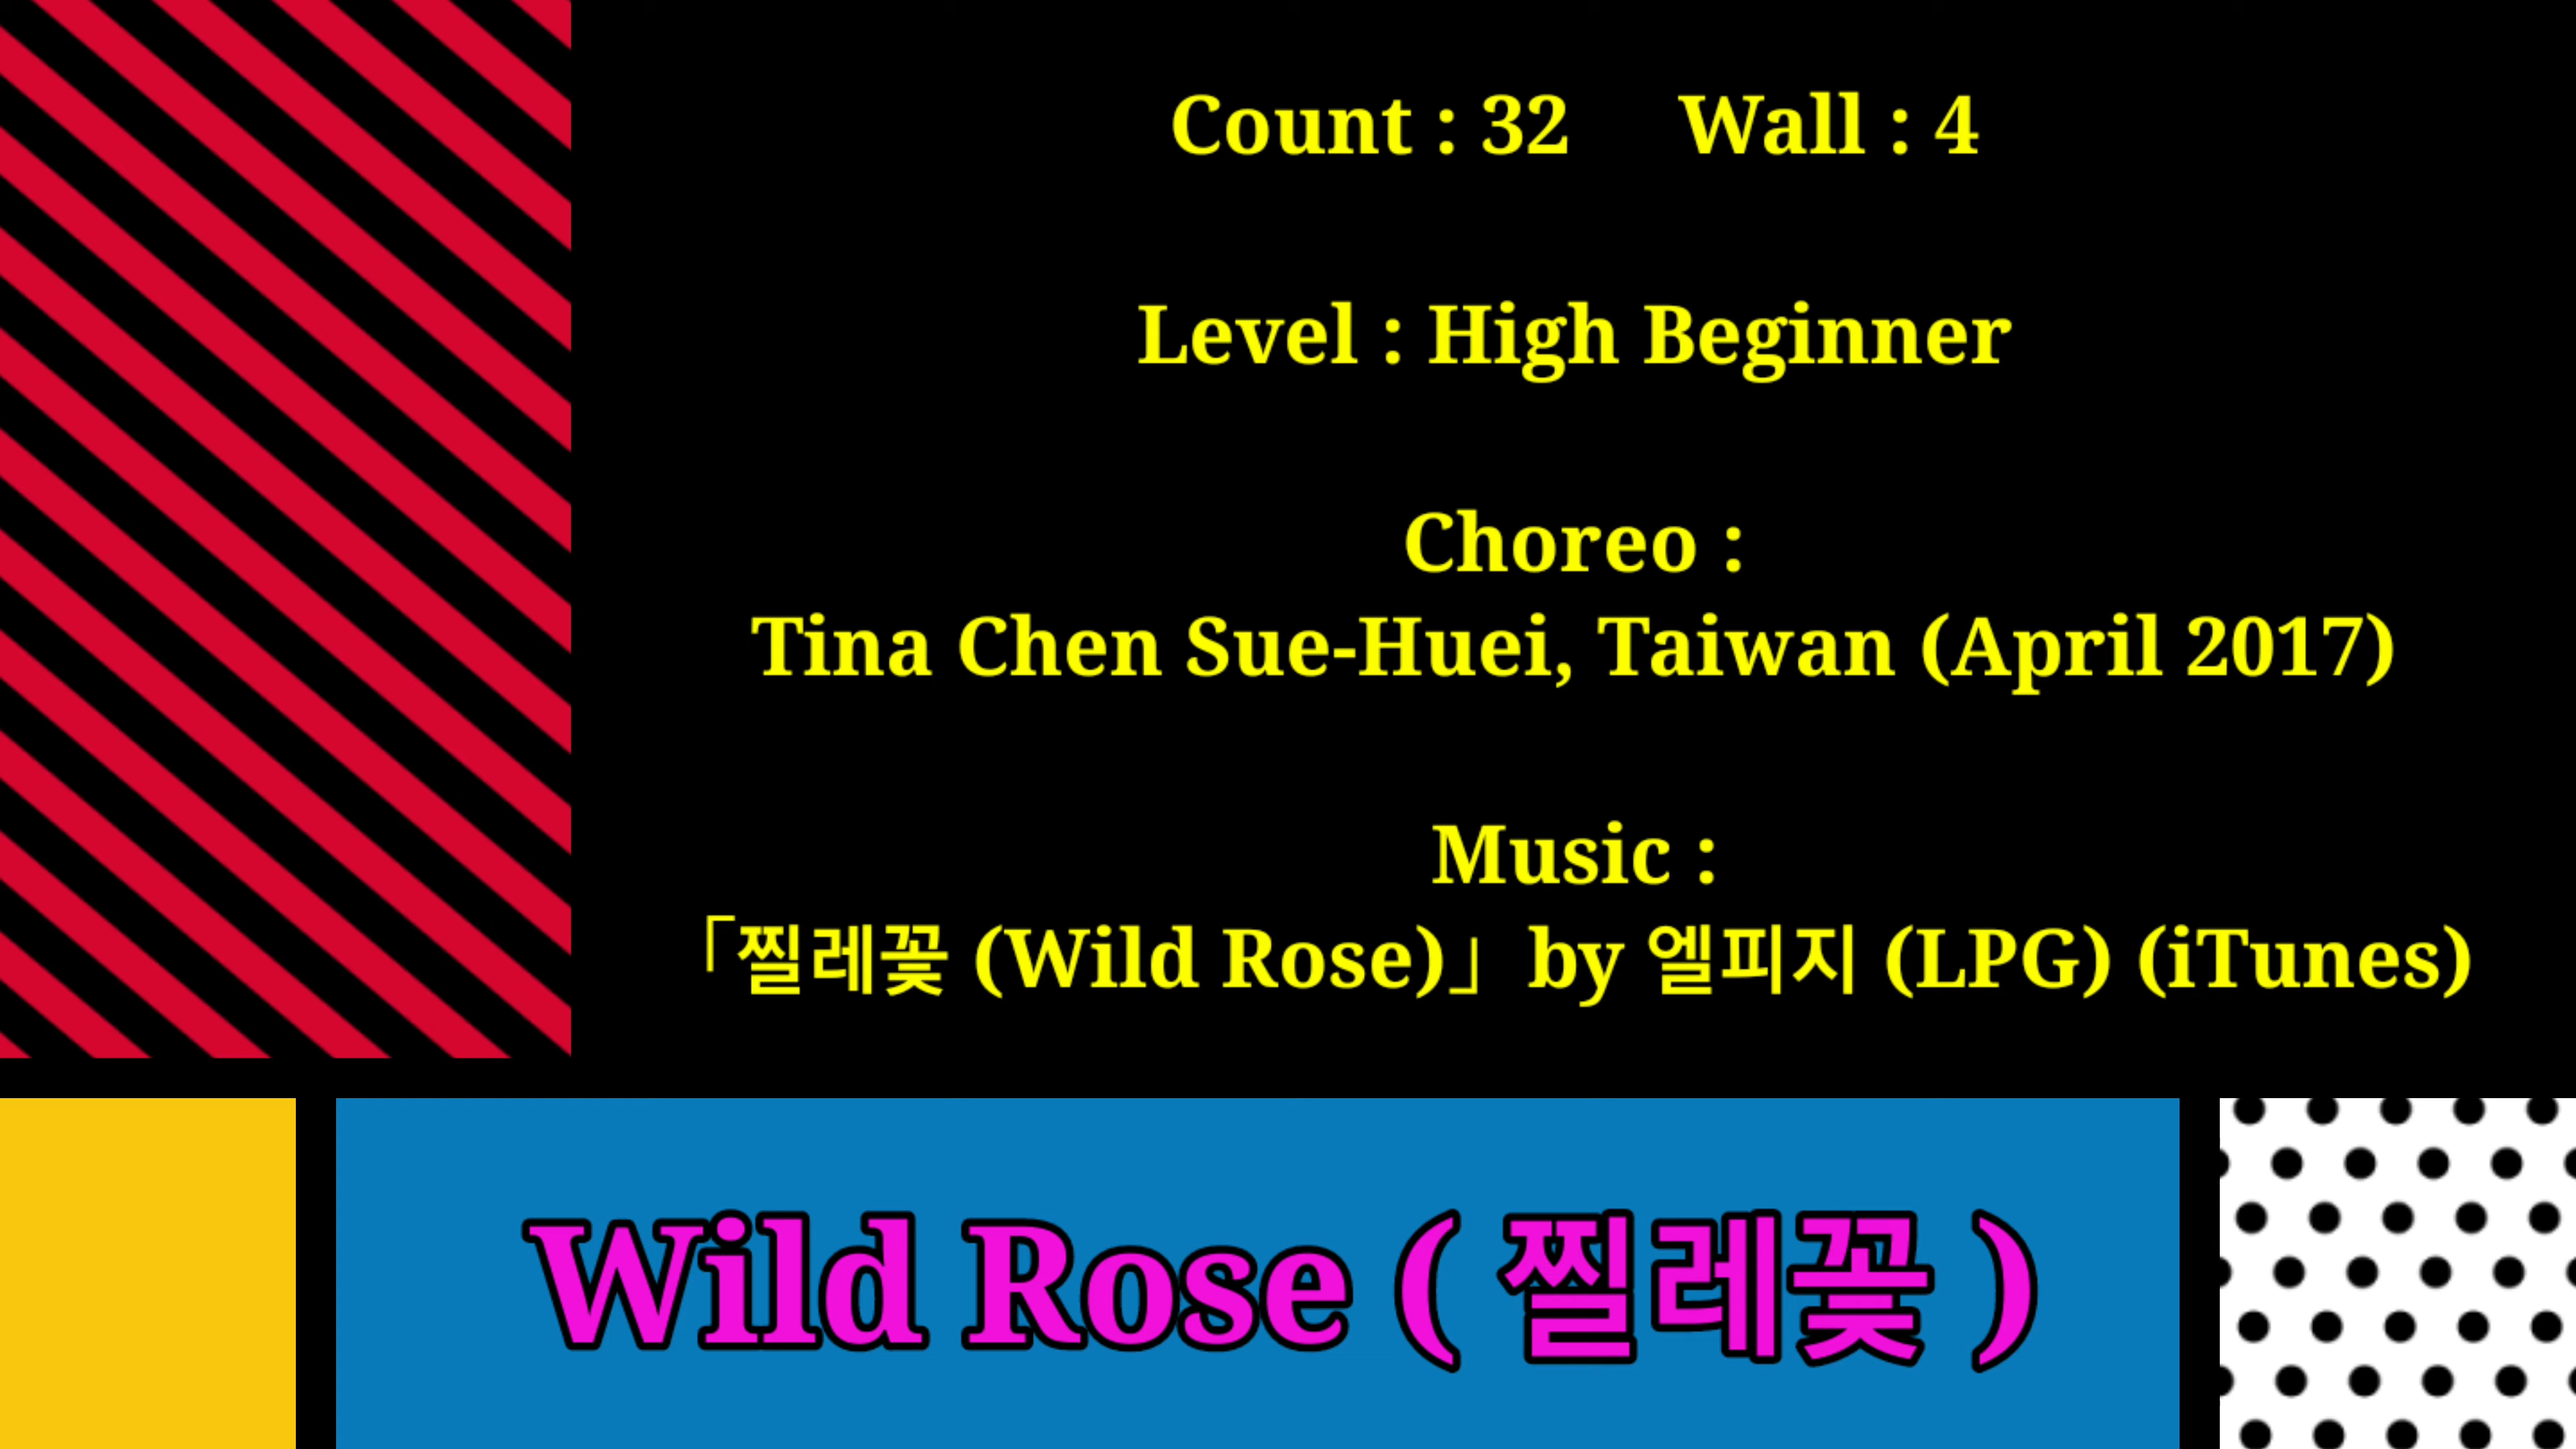 Count : 32 Wall : 4
Level : High Beginner
Choreo :
Tina Chen Sue-Huei, Taiwan (April 2017)
Music :
「찔레꽃 (Wild Rose)」by 엘피지 (LPG) (iTunes)
Wild Rose ( 찔레꽃 )